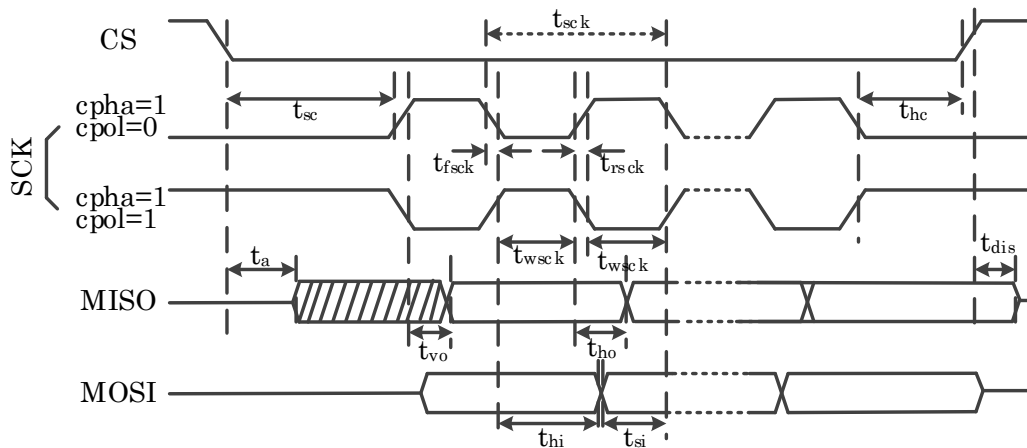 t_sck
CS
cpha=1
cpol=0
t_sc
t_hc
SCK
t_fsck
t_rsck
cpha=1
cpol=1
t_a
t_wsck
t_wsck
t_dis
MISO
t_vo
t_ho
MOSI
t_hi
t_si